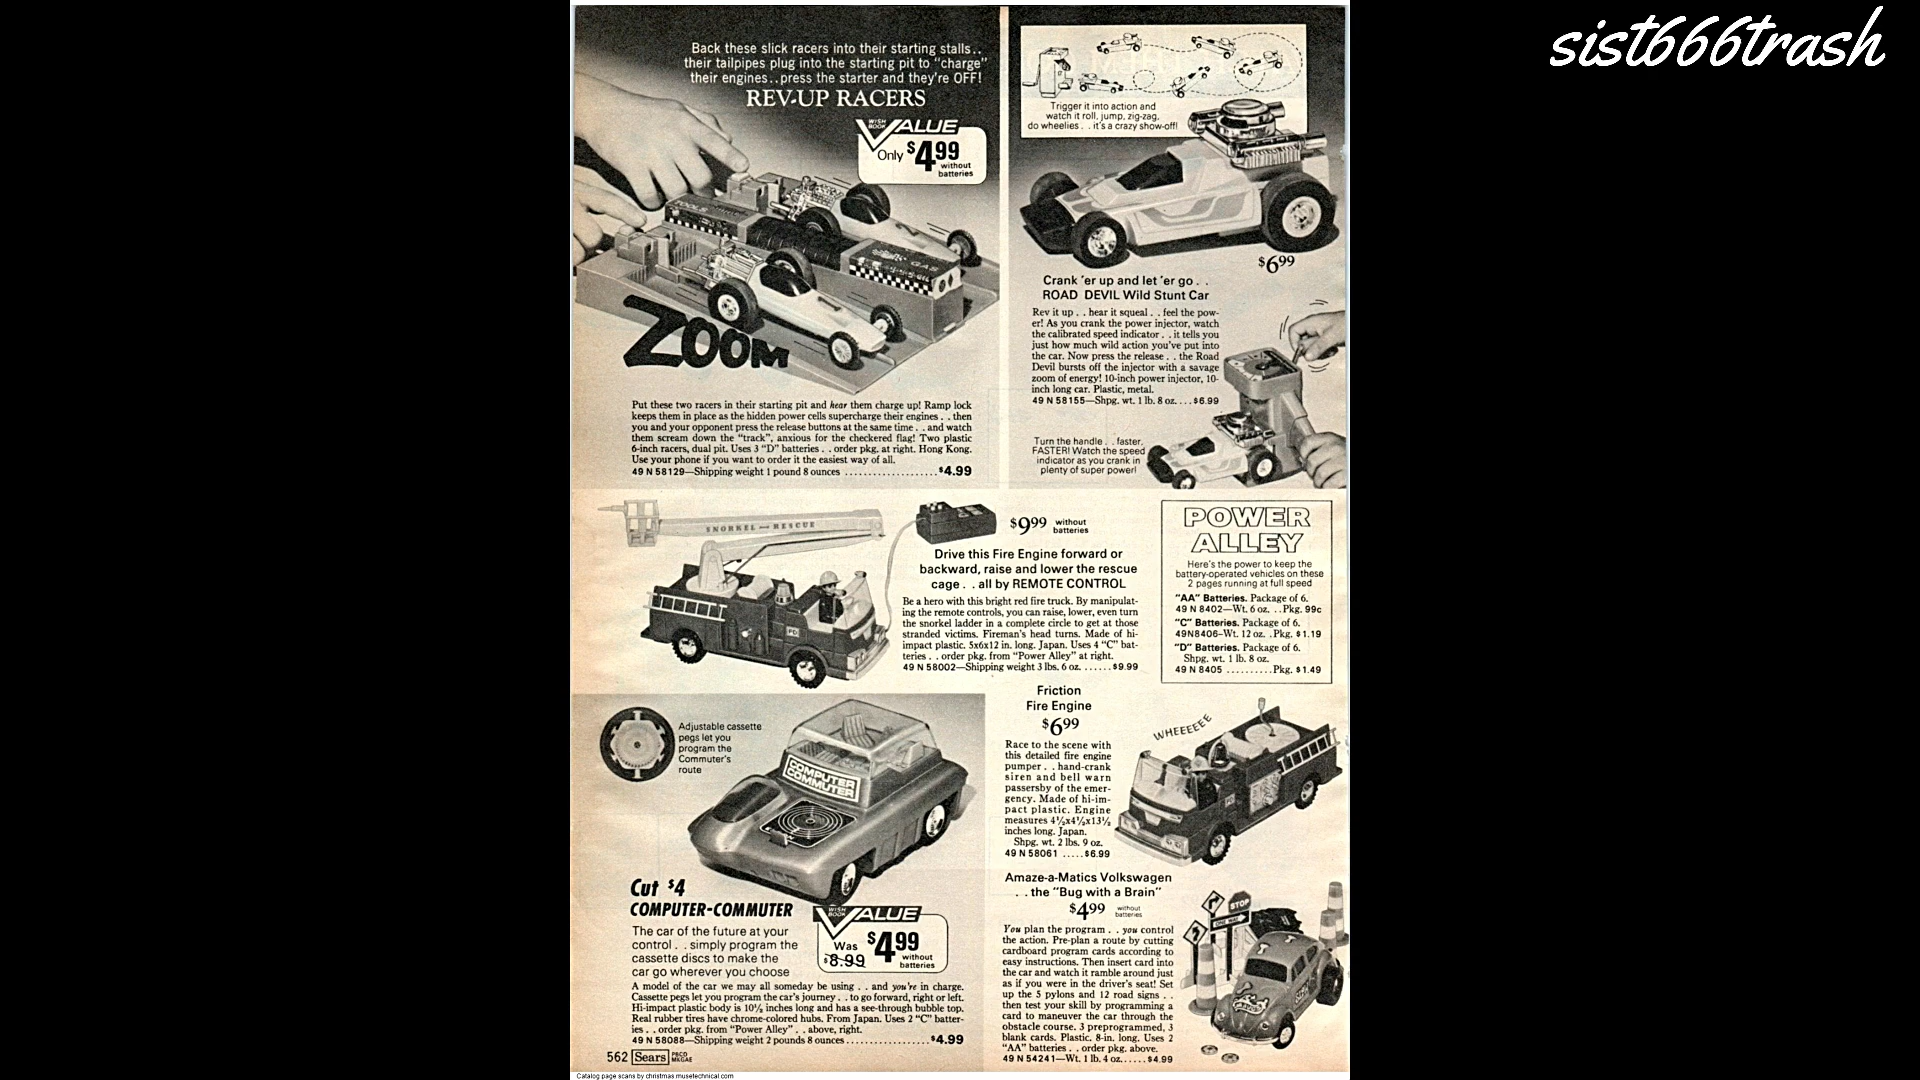 sist666trash
Back these slick racers into their starting stalls..
their tailpipes plug into the starting pit to "charge"
their engines..press the starter and they're OFF!
REV-UP RACERS
WISH BOOK
VALUE
Only $4.99
without
batteries
ZOOM
Put these two racers in their starting pit and hear them charge up! Ramp lock
keeps them in place as the hidden power cells supercharge their engines . . then
you and your opponent press the release buttons at the same time . . and watch
them scream down the "track", anxious for the checkered flag! Two plastic
6-inch racers, dual pit. Uses 3 "D" batteries . . order pkg. at right. Hong Kong.
Use your phone if you want to order it the easiest way of all.
49 N 58129—Shipping weight 1 pound 8 ounces ....................$4.99
Trigger it into action and
watch it roll, jump, zig-zag,
do wheelies . . it's a crazy show-off!
$6.99
Crank 'er up and let 'er go . .
ROAD DEVIL Wild Stunt Car
Rev it up . . hear it squeal . . feel the pow-
er! As you crank the power injector, watch
the calibrated speed indicator . . it tells you
just how much wild action you've put into
the car. Now press the release . . the Road
Devil bursts off the injector with a savage
zoom of energy! 10-inch power injector, 10-
inch long car. Plastic, metal.
49 N 58155—Shpg. wt. 1 lb. 8 oz. ...$6.99
Turn the handle . . faster,
FASTER! Watch the speed
indicator as you crank in
plenty of super power!
SNORKEL RESCUE
$9.99 without
batteries
Drive this Fire Engine forward or
backward, raise and lower the rescue
cage . . all by REMOTE CONTROL
Be a hero with this bright red fire truck. By manipulat-
ing the remote controls, you can raise, lower, even turn
the snorkel ladder in a complete circle to get at those
stranded victims. Fireman's head turns. Made of hi-
impact plastic. 5x6x12 in. long. Japan. Uses 4 "C" bat-
teries . . order pkg. from "Power Alley" at right.
49 N 58002—Shipping weight 3 lbs. 6 oz. ......$9.99
POWER
ALLEY
Here's the power to keep the
battery-operated vehicles on these
2 pages running at full speed
"AA" Batteries. Package of 6.
49 N 8402—Wt. 6 oz. . .Pkg. 99c
"C" Batteries. Package of 6.
49N8406—Wt. 12 oz. .Pkg. $1.19
"D" Batteries. Package of 6.
Shpg. wt. 1 lb. 8 oz.
49 N 8405 ..........Pkg. $1.49
Adjustable cassette
pegs let you
program the
Commuter's
route
COMPUTER
COMMUTER
Cut $4
COMPUTER-COMMUTER
The car of the future at your
control . . simply program the
cassette discs to make the
car go wherever you choose
WISH BOOK
VALUE
Was
$8.99
$4.99
without
batteries
A model of the car we may all someday be using . . and you're in charge.
Cassette pegs let you program the car's journey . . to go forward, right or left.
Hi-impact plastic body is 10½ inches long and has a see-through bubble top.
Real rubber tires have chrome-colored hubs. From Japan. Uses 2 "C" batter-
ies . . order pkg. from "Power Alley" . . above, right.
49 N 58088—Shipping weight 2 pounds 8 ounces..................$4.99
Friction
Fire Engine
$6.99
WHEEEEEE
Race to the scene with
this detailed fire engine
pumper . . hand-crank
siren and bell warn
passersby of the emer-
gency. Made of hi-im-
pact plastic. Engine
measures 4½x4½x13½
inches long. Japan.
Shpg. wt. 2 lbs. 9 oz.
49 N 58061 .....$6.99
Amaze-a-Matics Volkswagen
. . the "Bug with a Brain"
$4.99 without
batteries
STOP
ONE WAY
You plan the program . . you control
the action. Pre-plan a route by cutting
cardboard program cards according to
easy instructions. Then insert card into
the car and watch it ramble around just
as if you were in the driver's seat! Set
up the 5 pylons and 12 road signs . .
then test your skill by programming a
card to maneuver the car through the
obstacle course. 3 preprogrammed, 3
blank cards. Plastic. 8-in. long. Uses 2
"AA" batteries . . order pkg. above.
49 N 54241—Wt. 1 lb. 4 oz......$4.99
562 Sears
Catalog page scans by christmas.musetechnical.com